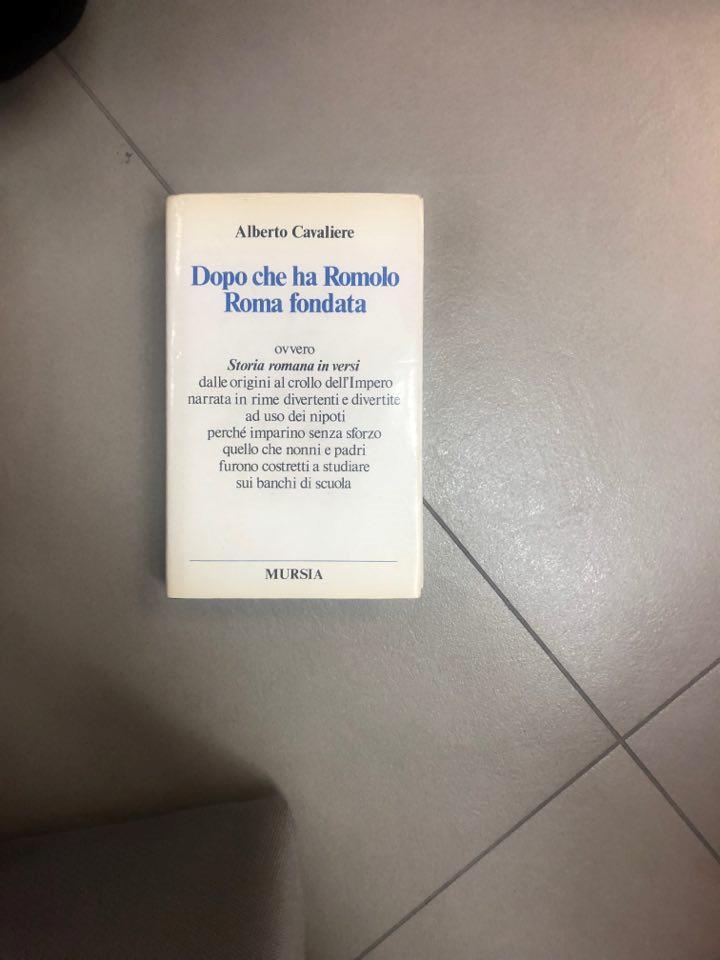 Alberto Cavaliere
Dopo che ha Romolo
Roma fondata
ovvero
Storia romana in versi
dalle origini al crollo dell'Impero
narrata in rime divertenti e divertite
ad uso dei nipoti
perché imparino senza sforzo
quello che nonni e padri
furono costretti a studiare
sui banchi di scuola
MURSIA